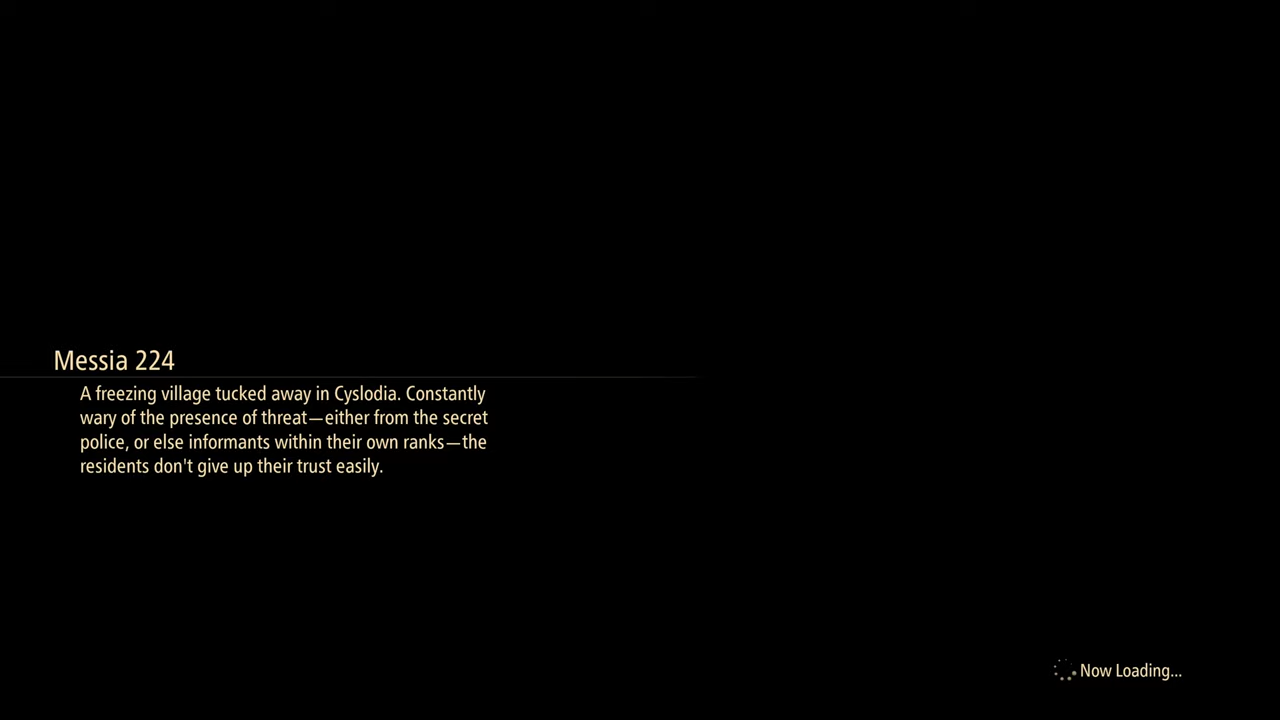 Messia 224
A freezing village tucked away in Cyslodia. Constantly
wary of the presence of threat—either from the secret
police, or else informants within their own ranks—the
residents don't give up their trust easily.
Now Loading...